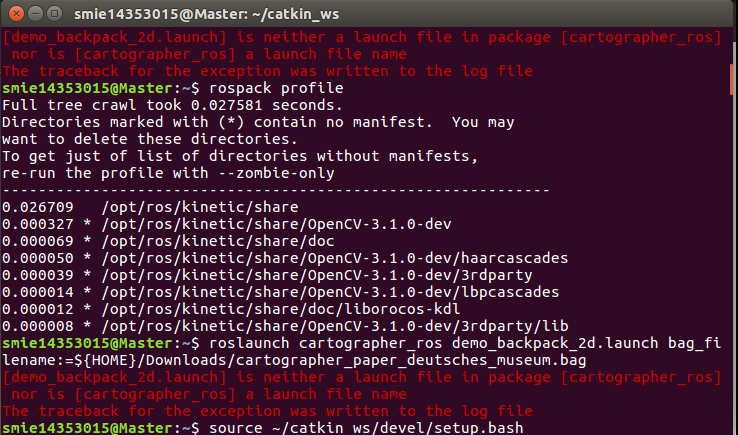 smie14353015@Master: ~/catkin_ws
[demo_backpack_2d.launch] is neither a launch file in package [cartographer_ros]
 nor is [cartographer_ros] a launch file name
The traceback for the exception was written to the log file
smie14353015@Master:~$ rospack profile
Full tree crawl took 0.027581 seconds.
Directories marked with (*) contain no manifest.  You may
want to delete these directories.
To get just of list of directories without manifests,
re-run the profile with --zombie-only
-------------------------------------------------------------
0.026709   /opt/ros/kinetic/share
0.000327 * /opt/ros/kinetic/share/OpenCV-3.1.0-dev
0.000069 * /opt/ros/kinetic/share/doc
0.000050 * /opt/ros/kinetic/share/OpenCV-3.1.0-dev/haarcascades
0.000039 * /opt/ros/kinetic/share/OpenCV-3.1.0-dev/3rdparty
0.000014 * /opt/ros/kinetic/share/OpenCV-3.1.0-dev/lbpcascades
0.000012 * /opt/ros/kinetic/share/doc/liborocos-kdl
0.000008 * /opt/ros/kinetic/share/OpenCV-3.1.0-dev/3rdparty/lib
smie14353015@Master:~$ roslaunch cartographer_ros demo_backpack_2d.launch bag_fi
lename:=${HOME}/Downloads/cartographer_paper_deutsches_museum.bag
[demo_backpack_2d.launch] is neither a launch file in package [cartographer_ros]
 nor is [cartographer_ros] a launch file name
The traceback for the exception was written to the log file
smie14353015@Master:~$ source ~/catkin_ws/devel/setup.bash